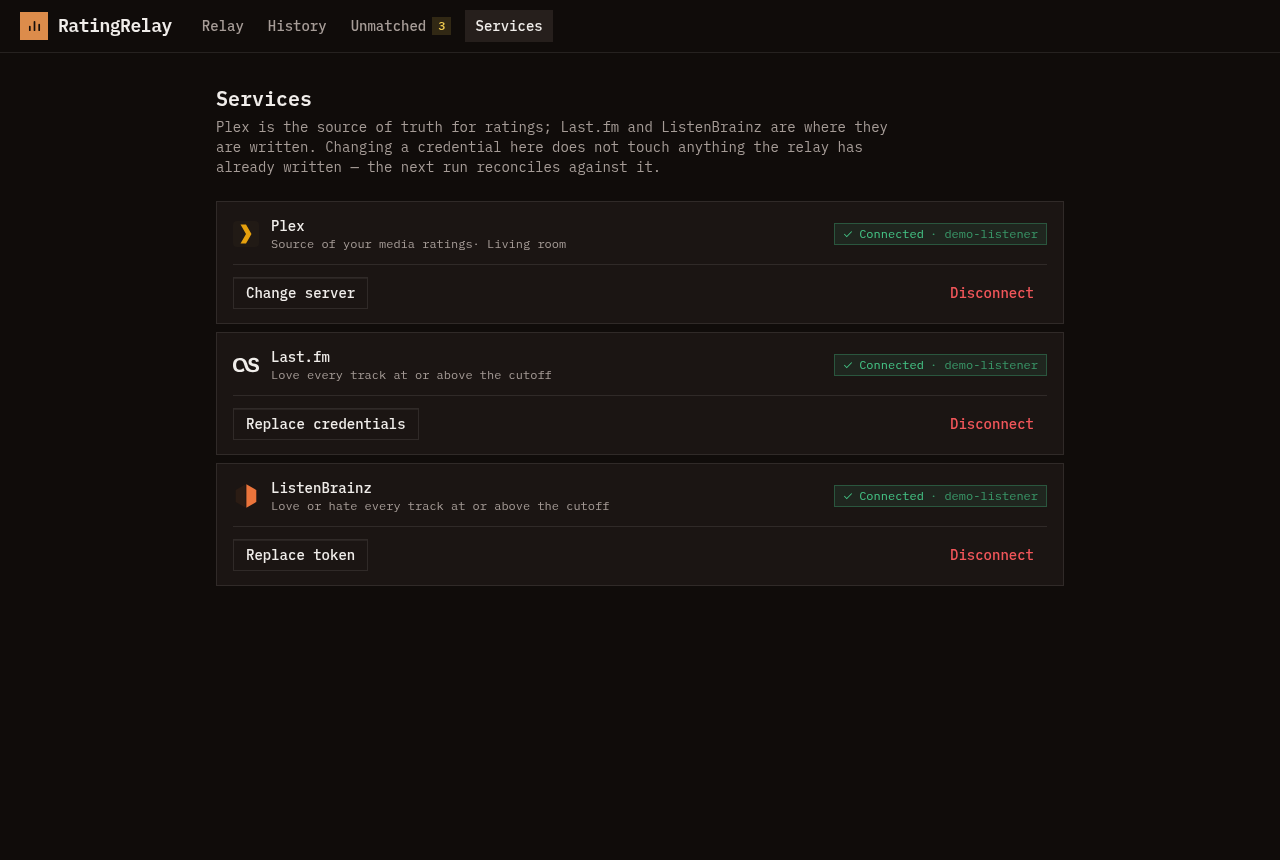 RatingRelay
Relay
History
Unmatched 3
Services
Services
Plex is the source of truth for ratings; Last.fm and ListenBrainz are where they
are written. Changing a credential here does not touch anything the relay has
already written — the next run reconciles against it.
Plex
Source of your media ratings· Living room
✓ Connected · demo-listener
Change server
Disconnect
Last.fm
Love every track at or above the cutoff
✓ Connected · demo-listener
Replace credentials
Disconnect
ListenBrainz
Love or hate every track at or above the cutoff
✓ Connected · demo-listener
Replace token
Disconnect